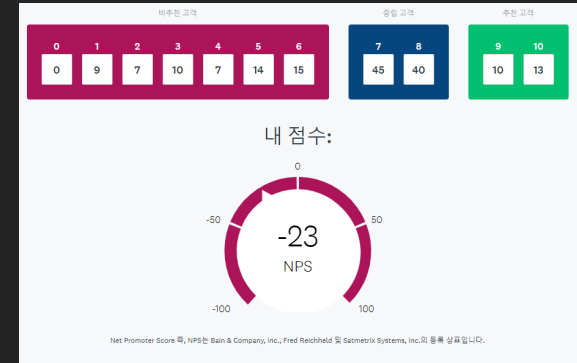 비추천 고객 중립 고객 추천 고객
0 1 2 3 4 5 6 7 8 9 10
0 9 7 10 7 14 15 45 40 10 13
내 점수:
0
-50 50
-23
NPS
-100 100
Net Promoter Score 즉, NPS는 Bain & Company, Inc., Fred Reichheld 및 Satmetrix Systems, Inc.의 등록 상표입니다.